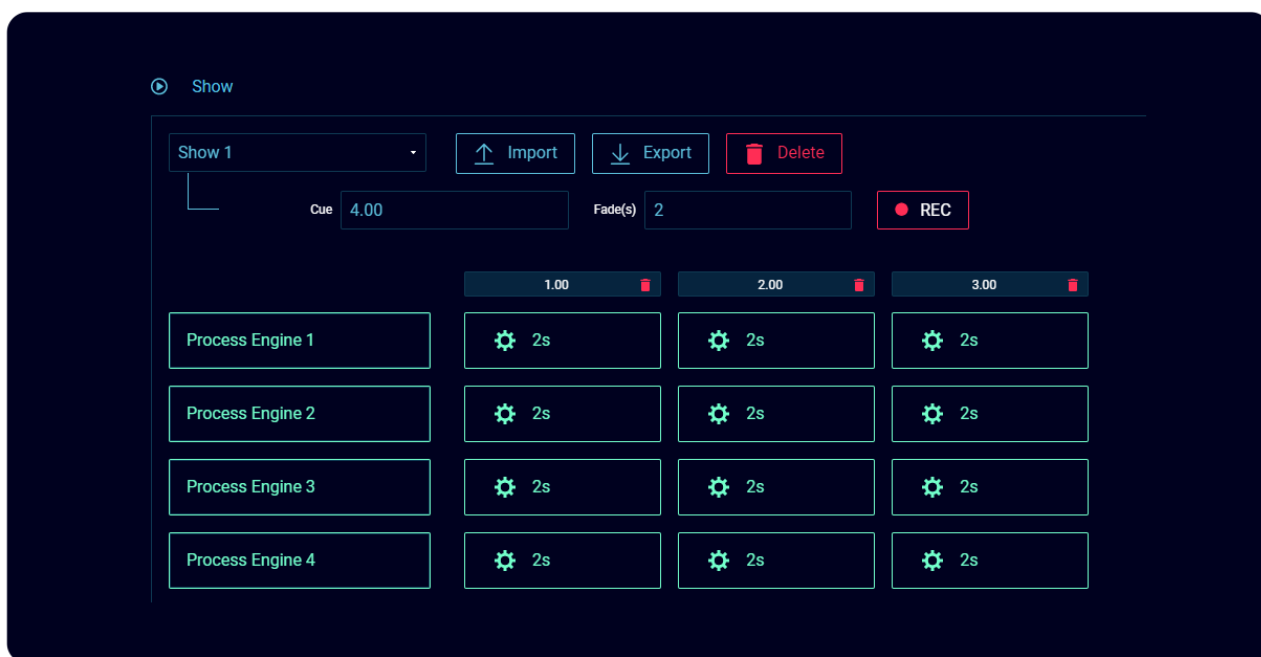 Show
Show 1 Import Export Delete
Cue 4.00 Fade(s) 2 REC
1.00 2.00 3.00
Process Engine 1 2s 2s 2s
Process Engine 2 2s 2s 2s
Process Engine 3 2s 2s 2s
Process Engine 4 2s 2s 2s